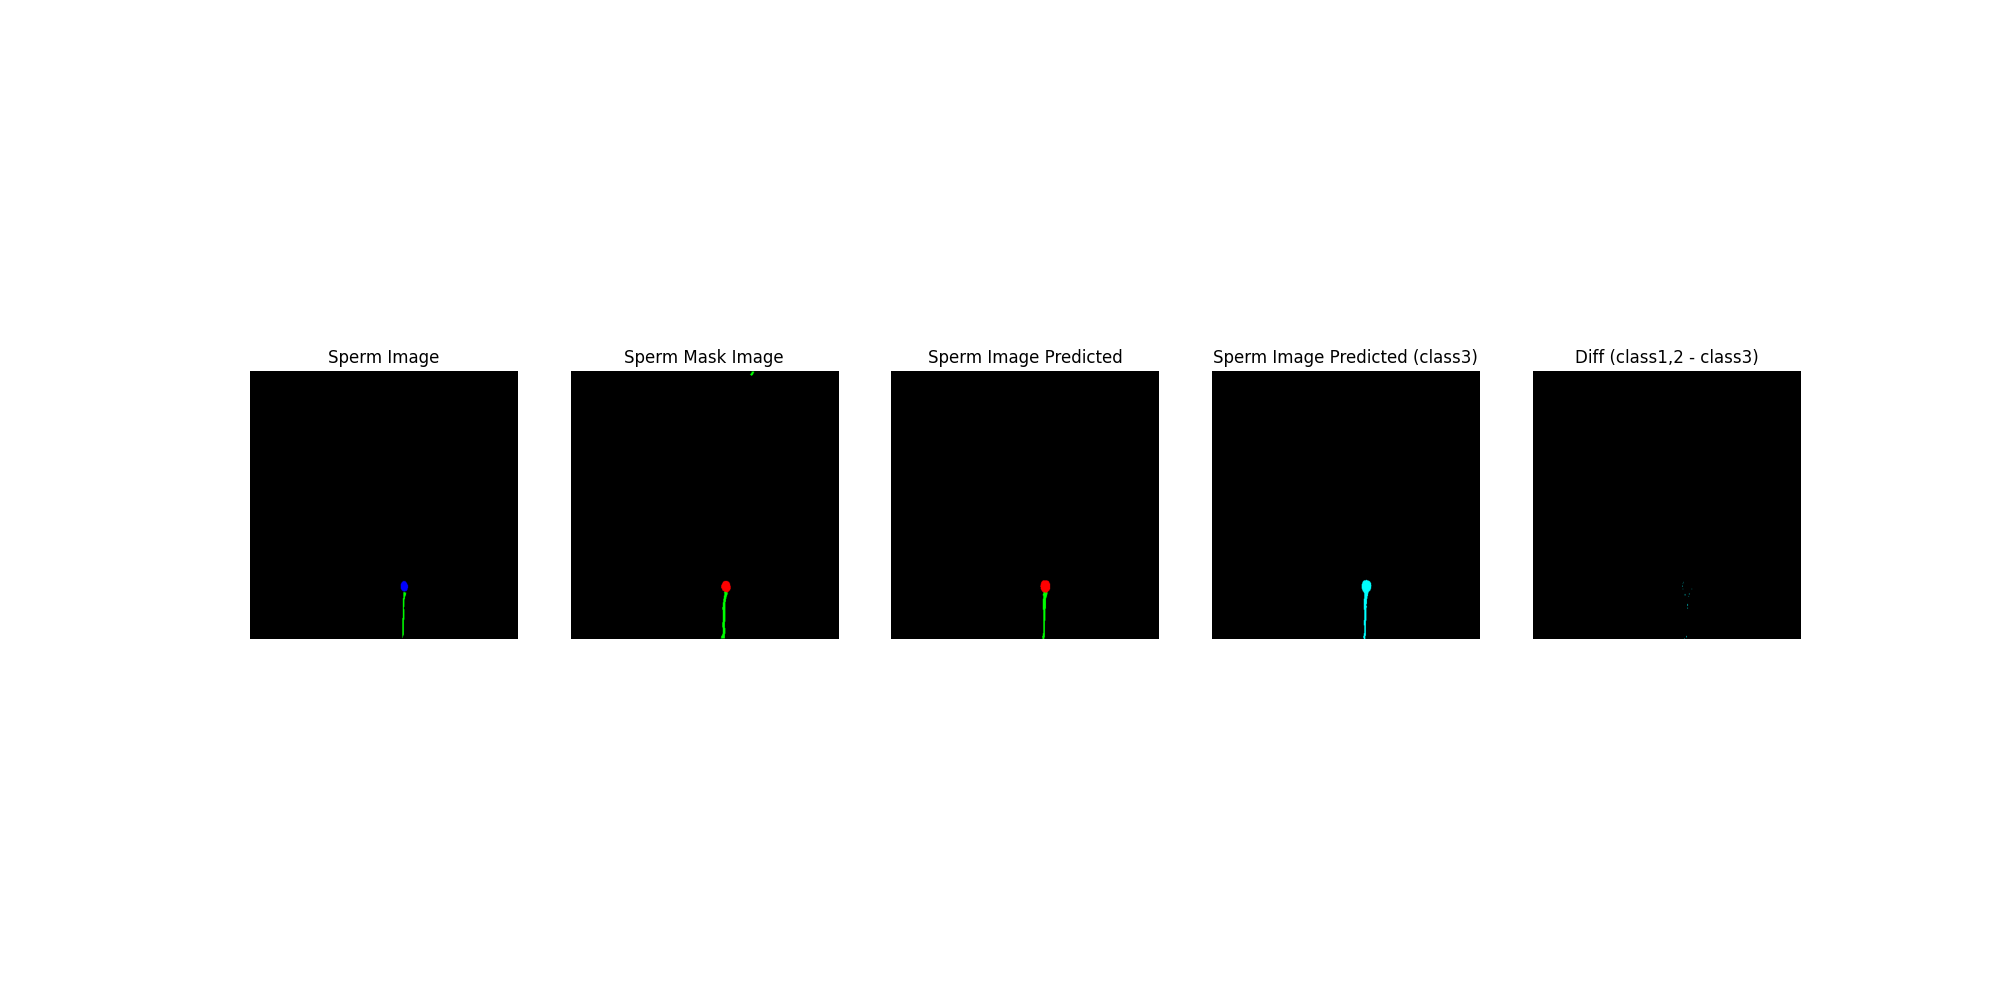 Sperm Image
Sperm Mask Image
Sperm Image Predicted
Sperm Image Predicted (class3)
Diff (class1,2 - class3)